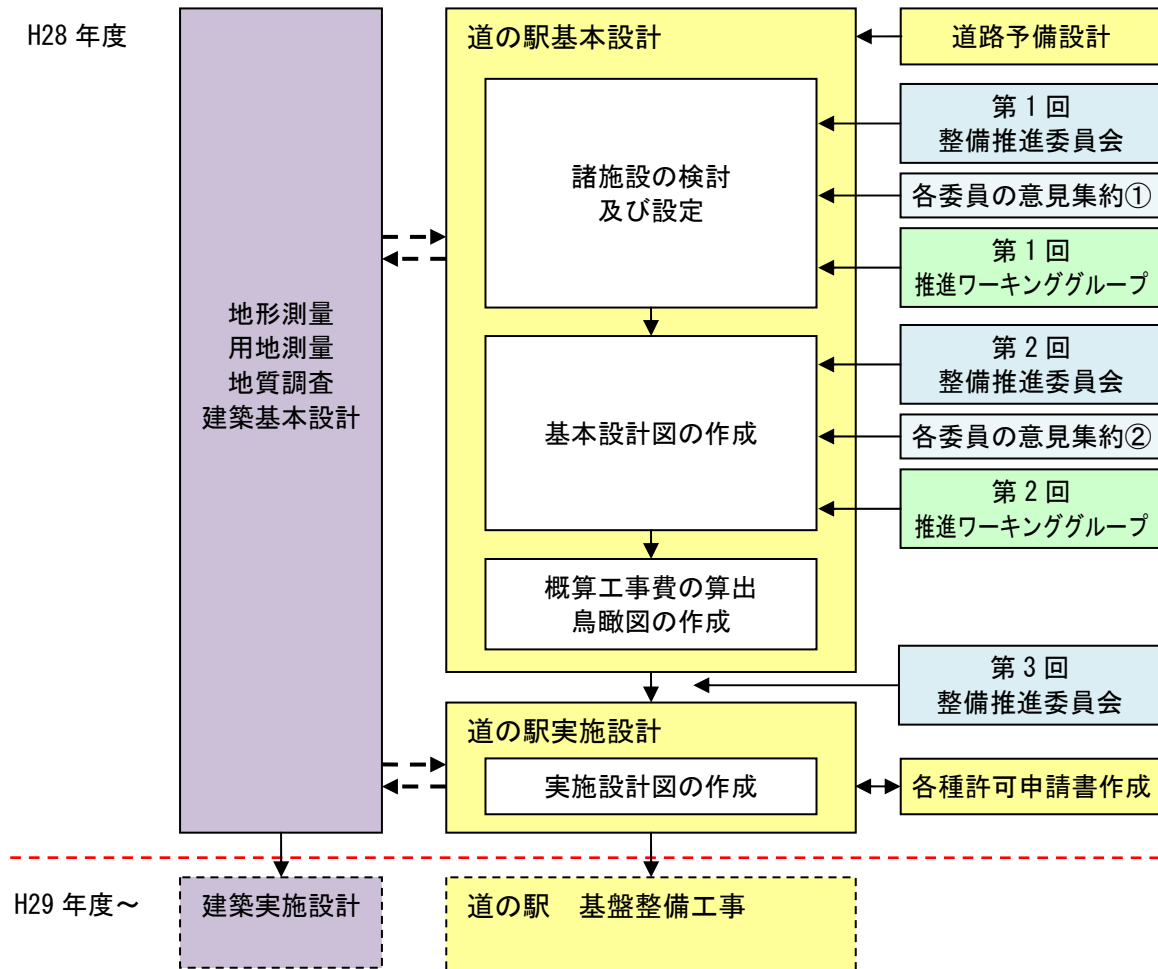 H28 年度
道の駅基本設計
道路予備設計
第 1 回
整備推進委員会
諸施設の検討
及び設定
各委員の意見集約①
第 1 回
推進ワーキンググループ
地形測量
用地測量
地質調査
建築基本設計
第 2 回
整備推進委員会
基本設計図の作成
各委員の意見集約②
第 2 回
推進ワーキンググループ
概算工事費の算出
鳥瞰図の作成
第 3 回
整備推進委員会
道の駅実施設計
実施設計図の作成
各種許可申請書作成
H29 年度～
建築実施設計
道の駅　基盤整備工事